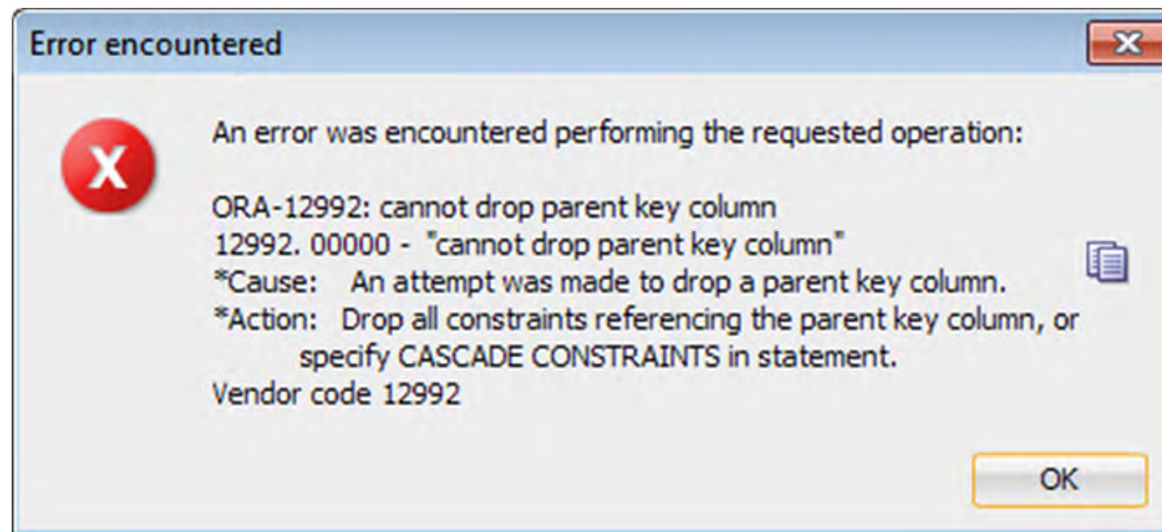 Error encountered
An error was encountered performing the requested operation:
ORA-12992: cannot drop parent key column
12992. 00000 - "cannot drop parent key column"
*Cause: An attempt was made to drop a parent key column.
*Action: Drop all constraints referencing the parent key column, or
specify CASCADE CONSTRAINTS in statement.
Vendor code 12992
OK